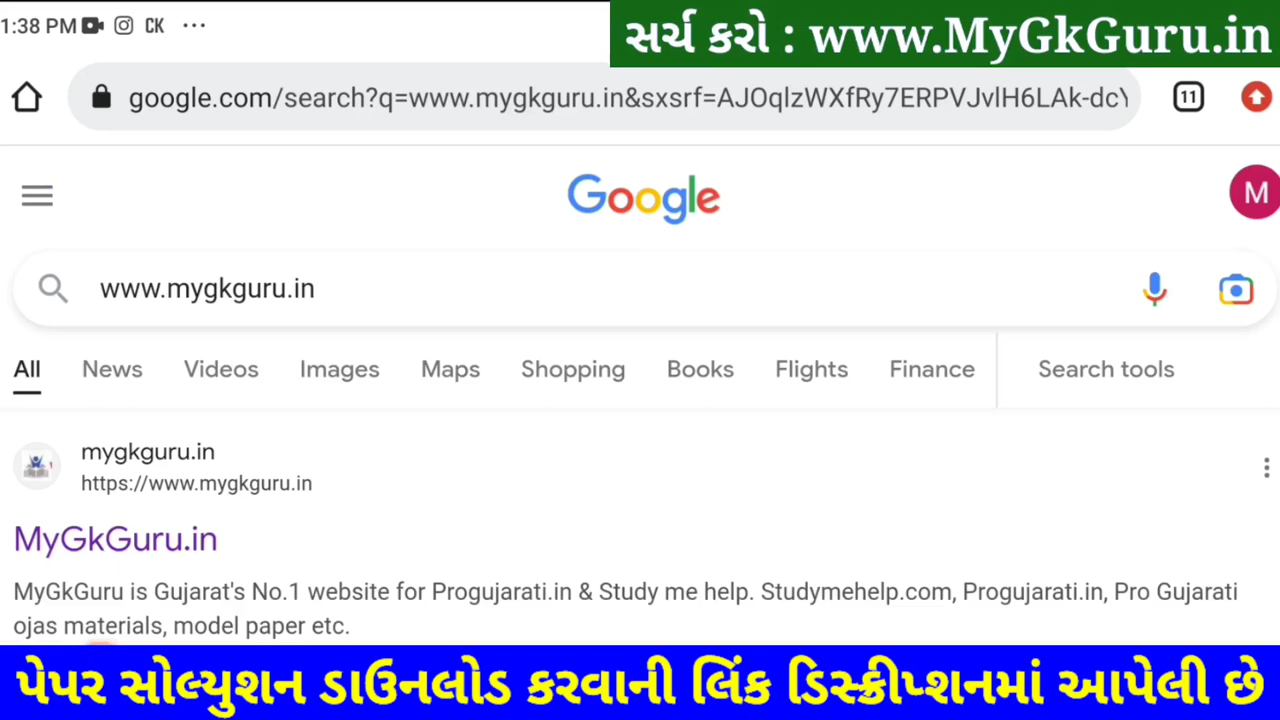 1:38 PM CK ...
સર્ચ કરો : www.MyGkGuru.in
google.com/search?q=www.mygkguru.in&sxsrf=AJOqlzWXfRy7ERPVJvlH6LAk-dcY
11
Google
M
www.mygkguru.in
All News Videos Images Maps Shopping Books Flights Finance Search tools
mygkguru.in
https://www.mygkguru.in
MyGkGuru.in
MyGkGuru is Gujarat's No.1 website for Progujarati.in & Study me help. Studymehelp.com, Progujarati.in, Pro Gujarati
ojas materials, model paper etc.
પેપર સોલ્યુશન ડાઉનલોડ કરવાની લિંક ડિસ્ક્રીપ્શનમાં આપેલી છે